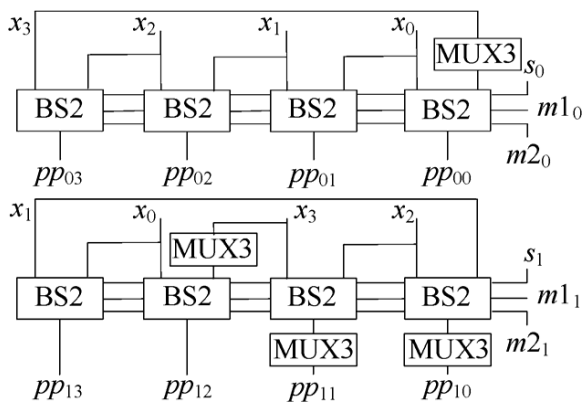 x₃ x₂ x₁ x₀
MUX3 s₀
BS2 BS2 BS2 BS2 m1₀
m2₀
pp₀₃ pp₀₂ pp₀₁ pp₀₀
x₁ x₀ x₃ x₂
MUX3 s₁
BS2 BS2 BS2 BS2 m1₁
MUX3 MUX3 m2₁
pp₁₃ pp₁₂ pp₁₁ pp₁₀